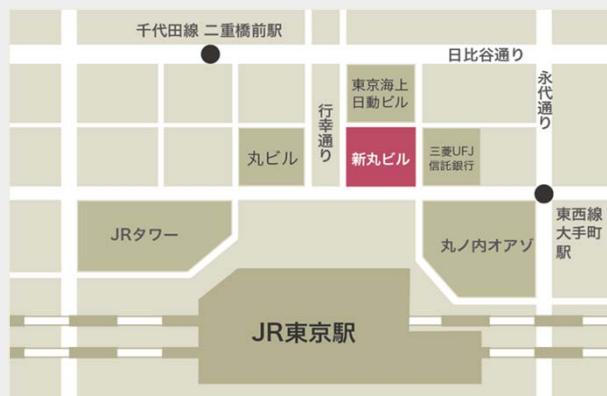 千代田線 二重橋前駅
日比谷通り
永代通り
東京海上
日動ビル
行幸通り
丸ビル
新丸ビル
三菱UFJ
信託銀行
東西線
大手町
駅
JRタワー
丸ノ内オアゾ
JR東京駅